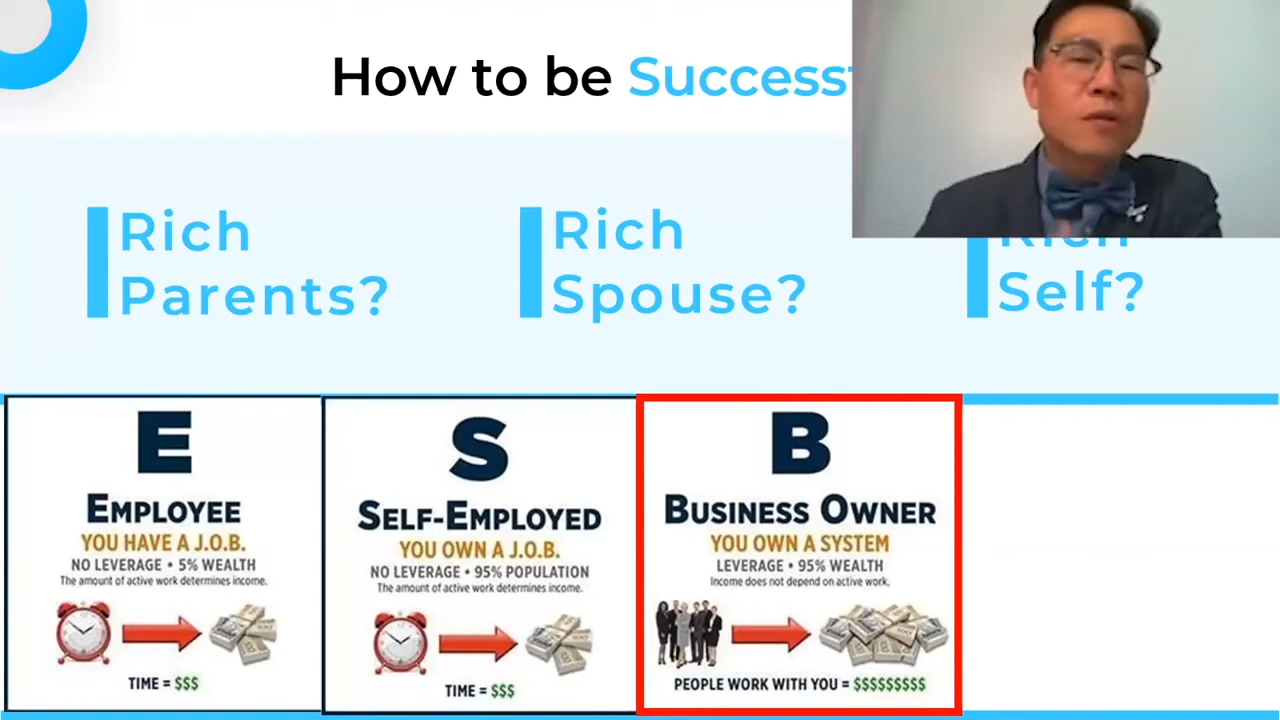 How to be Success
Rich
Parents?
Rich
Spouse?
Rich
Self?
E
EMPLOYEE
YOU HAVE A J.O.B.
NO LEVERAGE • 5% WEALTH
The amount of active work determines income.
TIME = $$$
S
SELF-EMPLOYED
YOU OWN A J.O.B.
NO LEVERAGE • 95% POPULATION
The amount of active work determines income.
TIME = $$$
B
BUSINESS OWNER
YOU OWN A SYSTEM
LEVERAGE • 95% WEALTH
Income does not depend on active work.
PEOPLE WORK WITH YOU = $$$$$$$$$